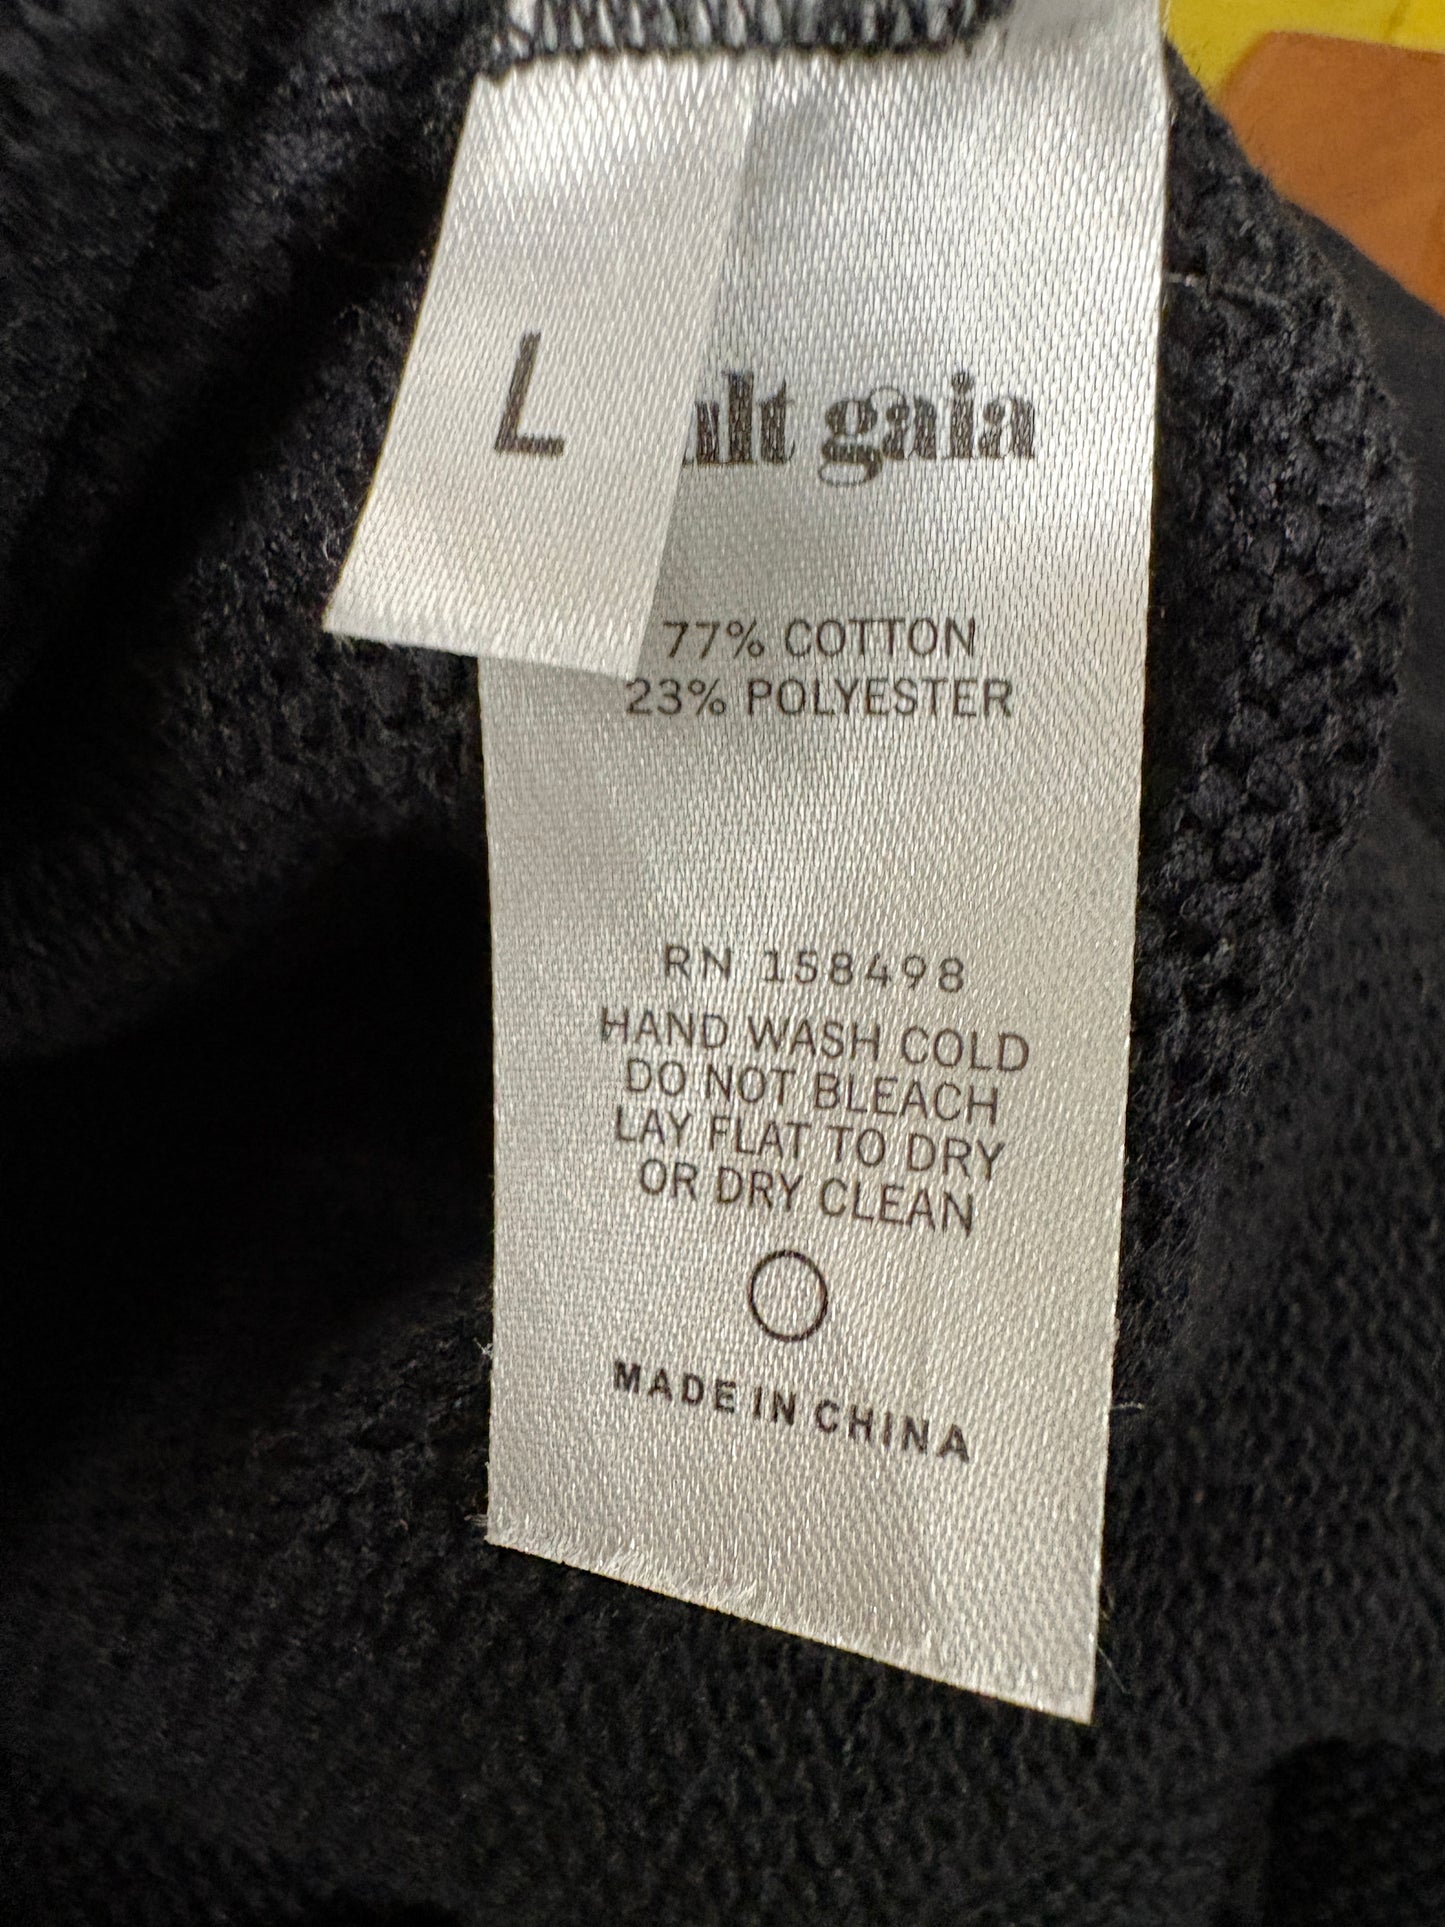 L
ult gaia
77% COTTON
23% POLYESTER
RN 158498
HAND WASH COLD
DO NOT BLEACH
LAY FLAT TO DRY
OR DRY CLEAN
MADE IN CHINA